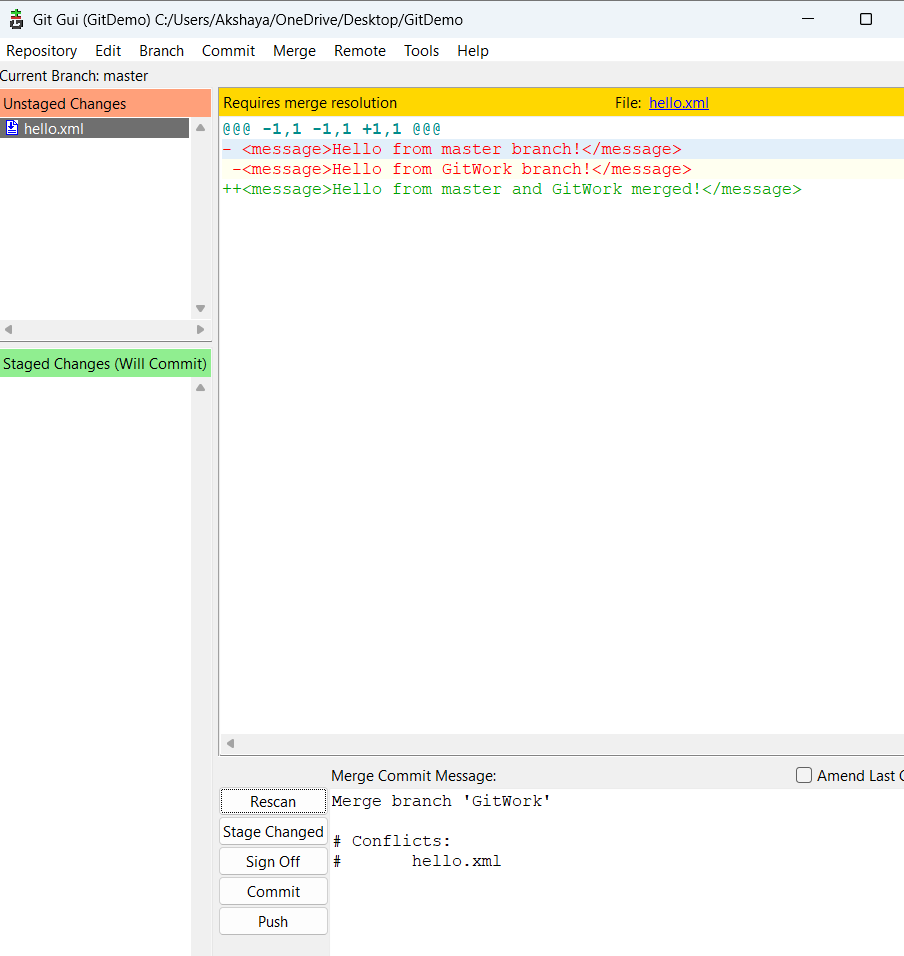 Git Gui (GitDemo) C:/Users/Akshaya/OneDrive/Desktop/GitDemo
Repository Edit Branch Commit Merge Remote Tools Help
Current Branch: master
Unstaged Changes
hello.xml
Requires merge resolution File: hello.xml
@@@ -1,1 -1,1 +1,1 @@@
- <message>Hello from master branch!</message>
 -<message>Hello from GitWork branch!</message>
++<message>Hello from master and GitWork merged!</message>
Staged Changes (Will Commit)
Merge Commit Message: Amend Last
Rescan
Stage Changed
Sign Off
Commit
Push
Merge branch 'GitWork'
# Conflicts:
#	hello.xml